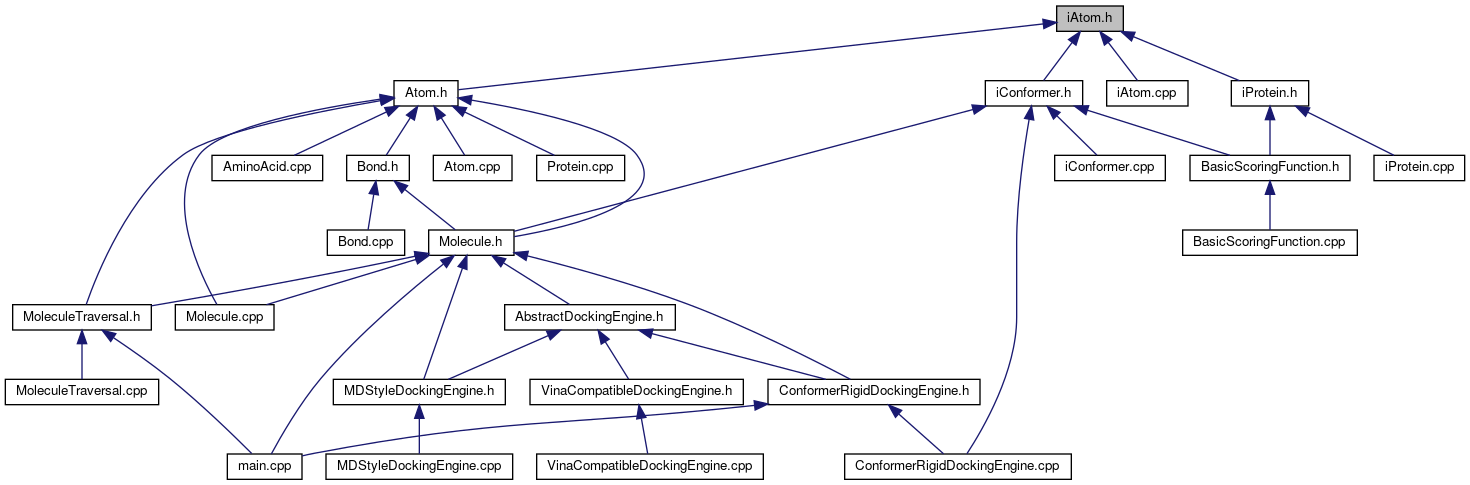 iAtom.h
Atom.h
iConformer.h
iAtom.cpp
iProtein.h
AminoAcid.cpp
Bond.h
Atom.cpp
Protein.cpp
iConformer.cpp
BasicScoringFunction.h
iProtein.cpp
Bond.cpp
Molecule.h
BasicScoringFunction.cpp
MoleculeTraversal.h
Molecule.cpp
AbstractDockingEngine.h
MoleculeTraversal.cpp
MDStyleDockingEngine.h
VinaCompatibleDockingEngine.h
ConformerRigidDockingEngine.h
main.cpp
MDStyleDockingEngine.cpp
VinaCompatibleDockingEngine.cpp
ConformerRigidDockingEngine.cpp